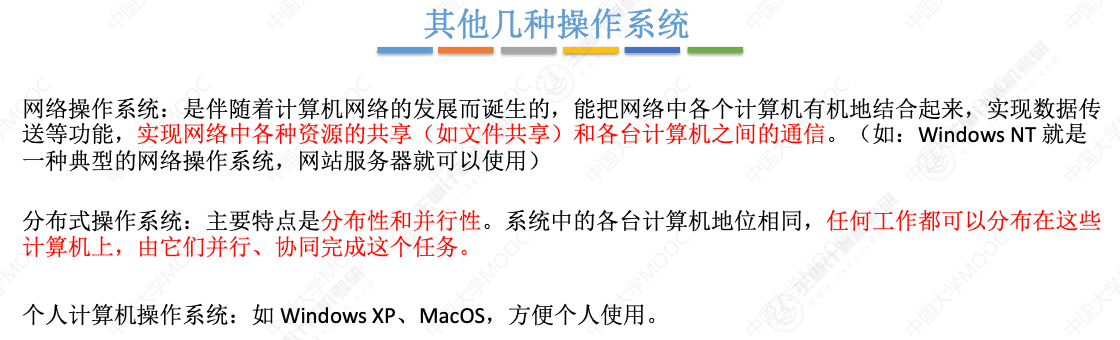 其他几种操作系统
网络操作系统：是伴随着计算机网络的发展而诞生的，能把网络中各个计算机有机地结合起来，实现数据传
送等功能，实现网络中各种资源的共享（如文件共享）和各台计算机之间的通信。（如：Windows NT 就是
一种典型的网络操作系统，网站服务器就可以使用）
分布式操作系统：主要特点是分布性和并行性。系统中的各台计算机地位相同，任何工作都可以分布在这些
计算机上，由它们并行、协同完成这个任务。
个人计算机操作系统：如 Windows XP、MacOS，方便个人使用。